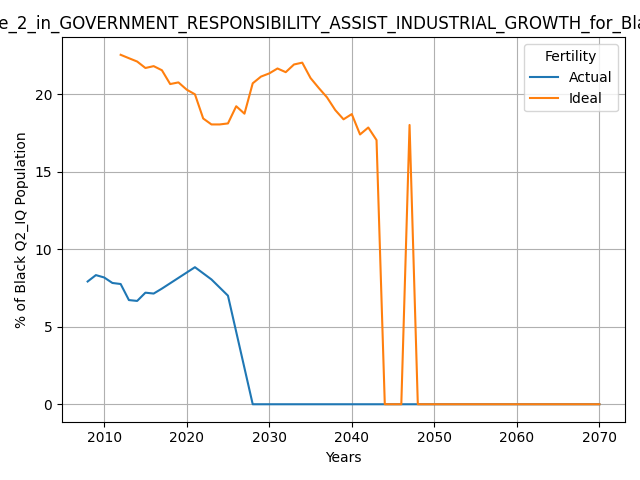 e_2_in_GOVERNMENT_RESPONSIBILITY_ASSIST_INDUSTRIAL_GROWTH_for_Bla
Fertility
Actual
Ideal
% of Black Q2_IQ Population
20
15
10
5
0
2010 2020 2030 2040 2050 2060 2070
Years